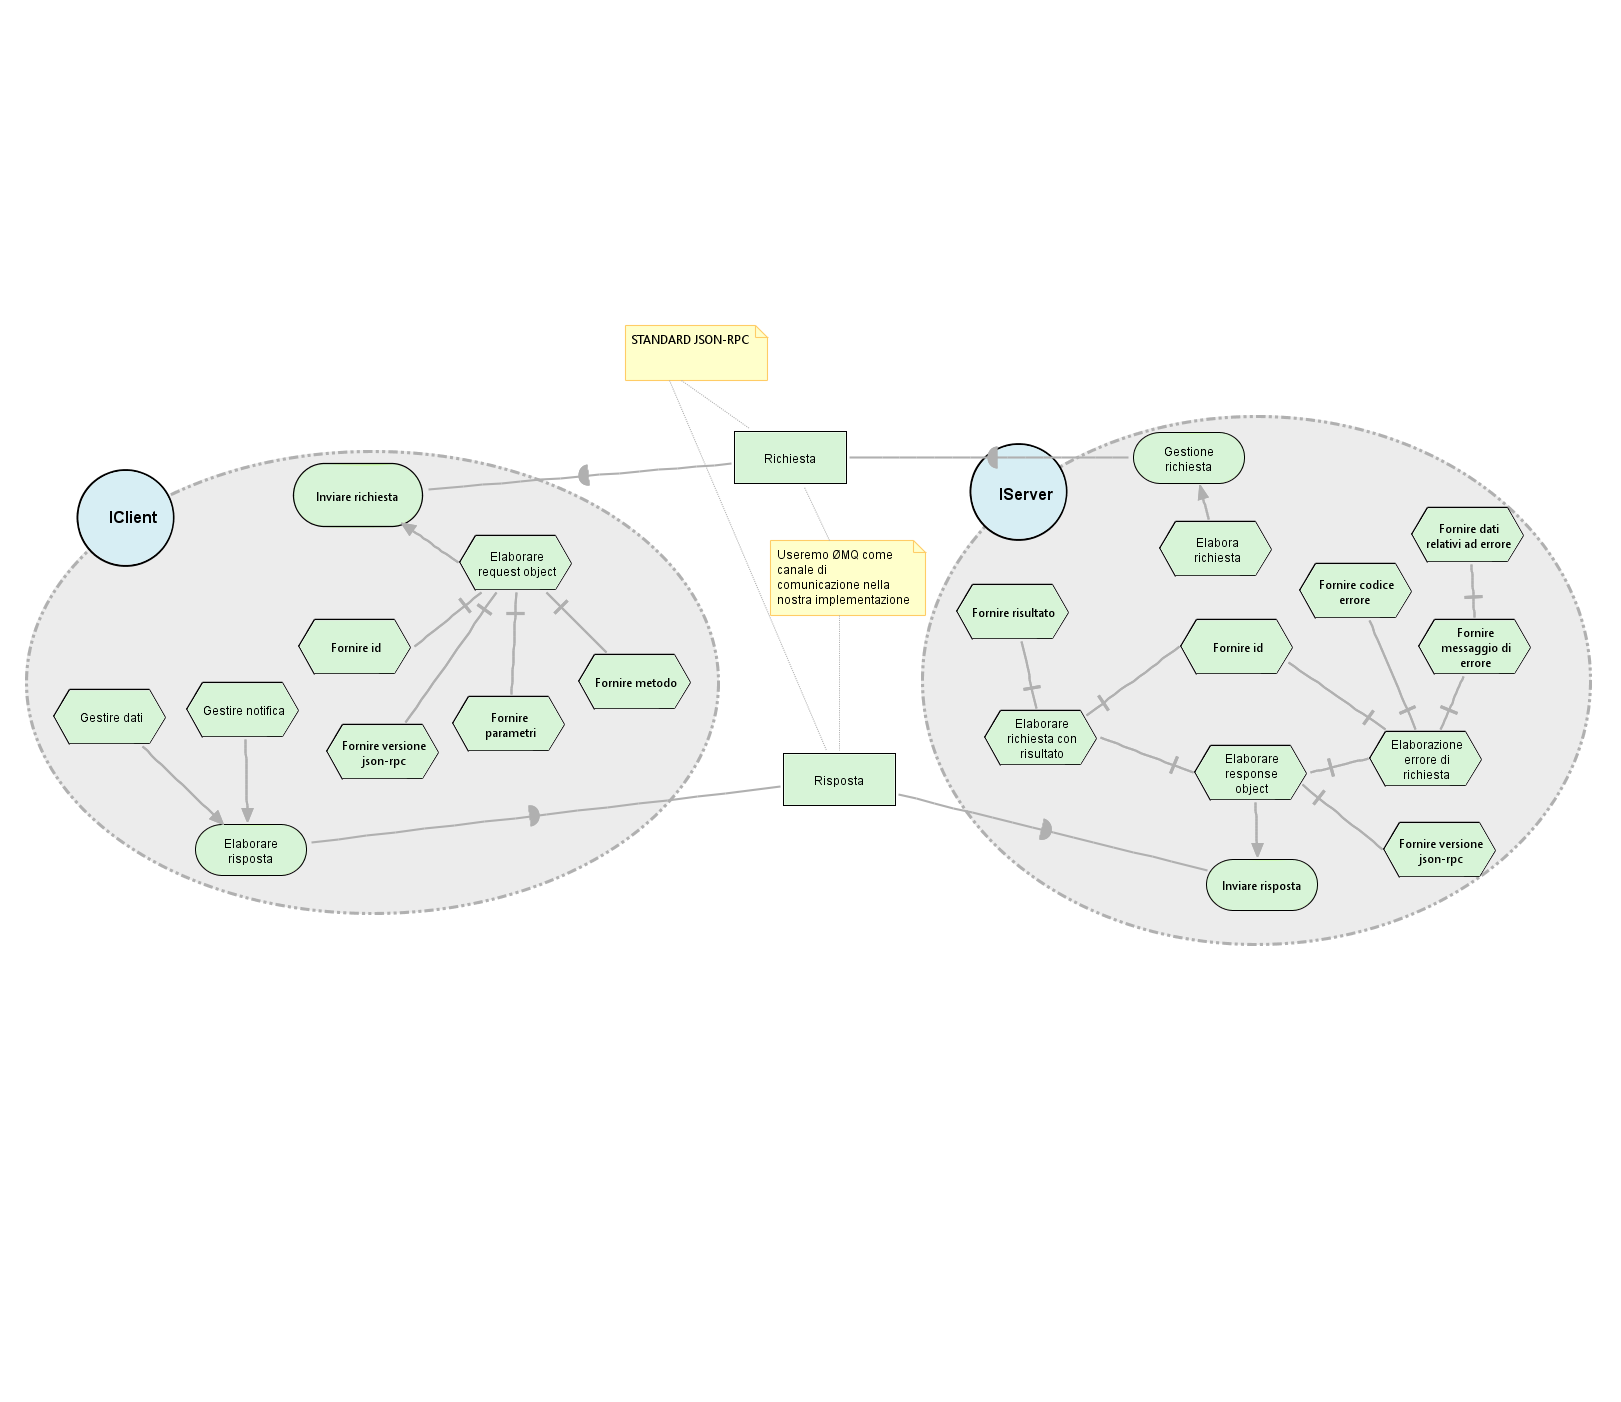 STANDARD JSON-RPC
Richiesta
Useremo ØMQ come
canale di
comunicazione nella
nostra implementazione
Risposta
IClient
Inviare richiesta
Elaborare
request object
Fornire id
Fornire metodo
Gestire dati
Gestire notifica
Fornire versione
json-rpc
Fornire
parametri
Elaborare
risposta
IServer
Gestione
richiesta
Elabora
richiesta
Fornire dati
relativi ad errore
Fornire codice
errore
Fornire risultato
Fornire id
Fornire
messaggio di
errore
Elaborare
richiesta con
risultato
Elaborare
response
object
Elaborazione
errore di
richiesta
Fornire versione
json-rpc
Inviare risposta